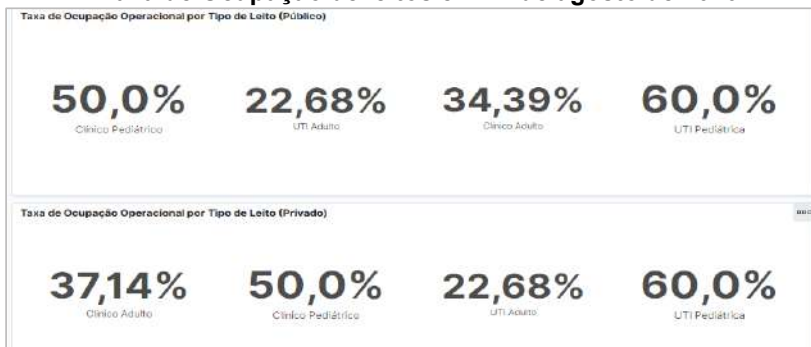 Taxa de Ocupação Operacional por Tipo de Leito (Público)
50,0% 22,68% 34,39% 60,0%
Clínico Pediátrico UTI Adulto Clínico Adulto UTI Pediátrica
Taxa de Ocupação Operacional por Tipo de Leito (Privado)
37,14% 50,0% 22,68% 60,0%
Clínico Adulto Clínico Pediátrico UTI Adulto UTI Pediátrica